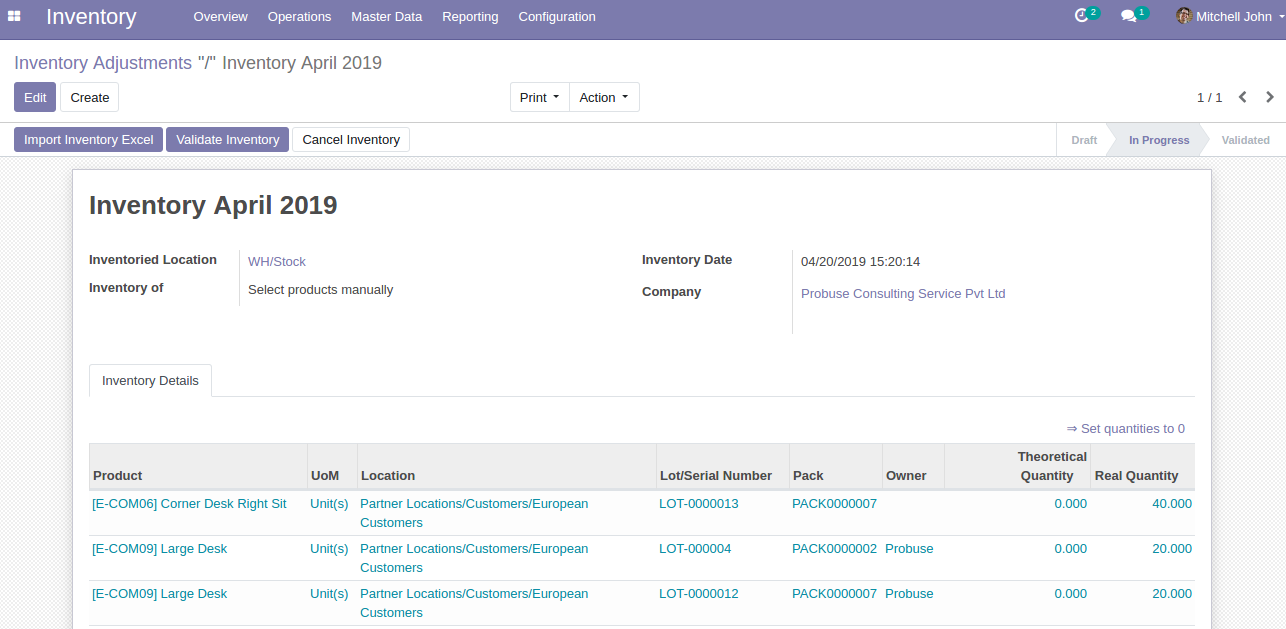 Inventory Overview Operations Master Data Reporting Configuration 2 1 Mitchell John
Inventory Adjustments "/" Inventory April 2019
Edit Create Print Action 1 / 1
Import Inventory Excel Validate Inventory Cancel Inventory Draft In Progress Validated
Inventory April 2019
Inventoried Location WH/Stock Inventory Date 04/20/2019 15:20:14
Inventory of Select products manually Company Probuse Consulting Service Pvt Ltd
Inventory Details
⇒ Set quantities to 0
Theoretical
Product UoM Location Lot/Serial Number Pack Owner Quantity Real Quantity
[E-COM06] Corner Desk Right Sit Unit(s) Partner Locations/Customers/European LOT-0000013 PACK0000007 0.000 40.000
Customers
[E-COM09] Large Desk Unit(s) Partner Locations/Customers/European LOT-000004 PACK0000002 Probuse 0.000 20.000
Customers
[E-COM09] Large Desk Unit(s) Partner Locations/Customers/European LOT-0000012 PACK0000007 Probuse 0.000 20.000
Customers